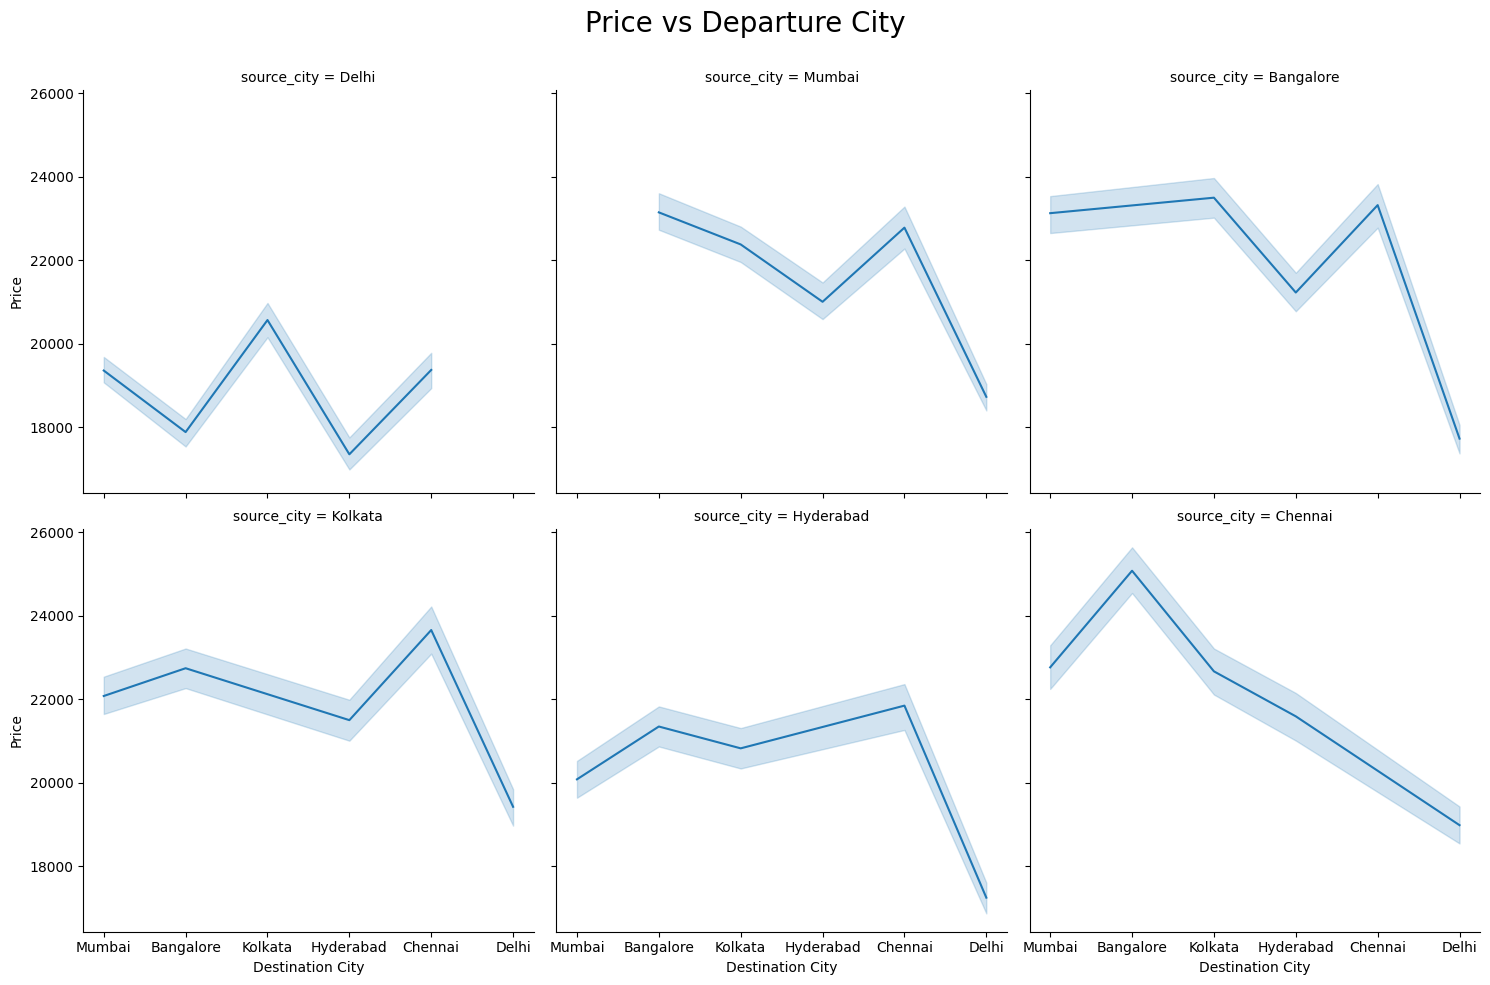 Price vs Departure City
source_city = Delhi
source_city = Mumbai
source_city = Bangalore
26000
24000
22000
20000
18000
Price
source_city = Kolkata
source_city = Hyderabad
source_city = Chennai
26000
24000
22000
20000
18000
Price
Mumbai Bangalore Kolkata Hyderabad Chennai Delhi
Destination City
Mumbai Bangalore Kolkata Hyderabad Chennai Delhi
Destination City
Mumbai Bangalore Kolkata Hyderabad Chennai Delhi
Destination City